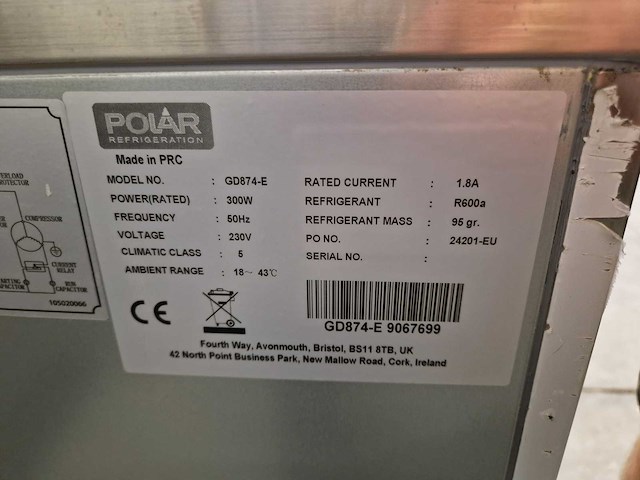 POLAR
REFRIGERATION
Made in PRC
MODEL NO. : GD874-E
POWER(RATED) : 300W
FREQUENCY : 50Hz
VOLTAGE : 230V
CLIMATIC CLASS : 5
AMBIENT RANGE : 18~ 43℃
RATED CURRENT : 1.8A
REFRIGERANT : R600a
REFRIGERANT MASS : 95 gr.
PO NO. : 24201-EU
SERIAL NO. :
CE
GD874-E 9067699
Fourth Way, Avonmouth, Bristol, BS11 8TB, UK
42 North Point Business Park, New Mallow Road, Cork, Ireland
COMPRESSOR
CURRENT
RELAY
RUN
CAPACITOR
105020066